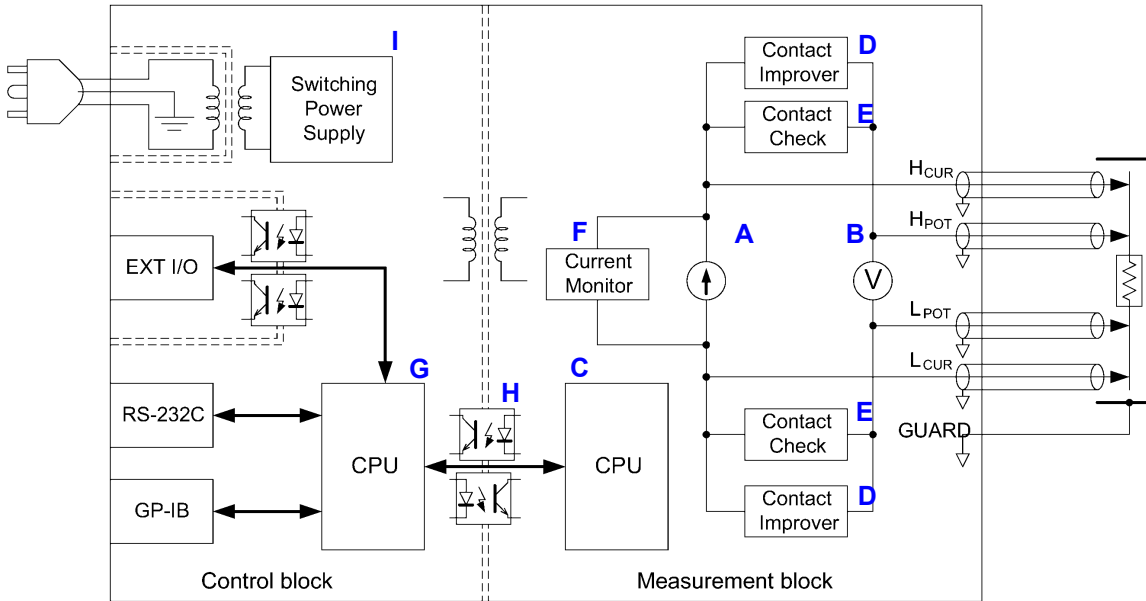 I
Switching
Power
Supply
D
Contact
Improver
E
Contact
Check
HCUR
HPOT
F
Current
Monitor
A
B
V
EXT I/O
LPOT
LCUR
G
H
C
RS-232C
CPU
CPU
E
Contact
Check
GUARD
GP-IB
D
Contact
Improver
Control block
Measurement block